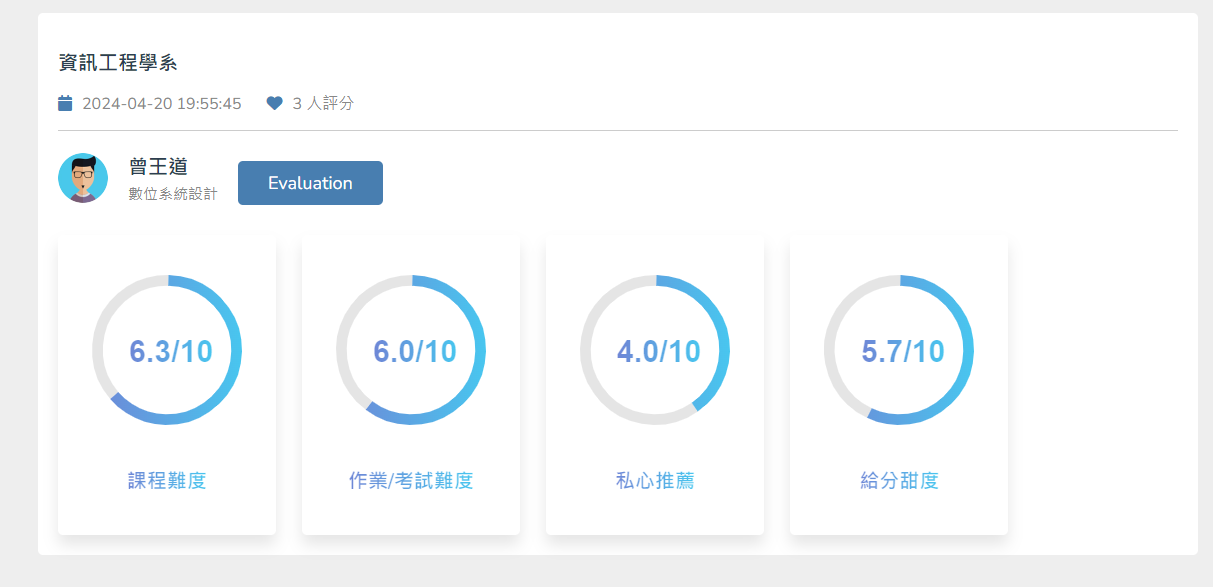 資訊工程學系
2024-04-20 19:55:45 3 人評分
曾王道
數位系統設計
Evaluation
6.3/10
課程難度
6.0/10
作業/考試難度
4.0/10
私心推薦
5.7/10
給分甜度